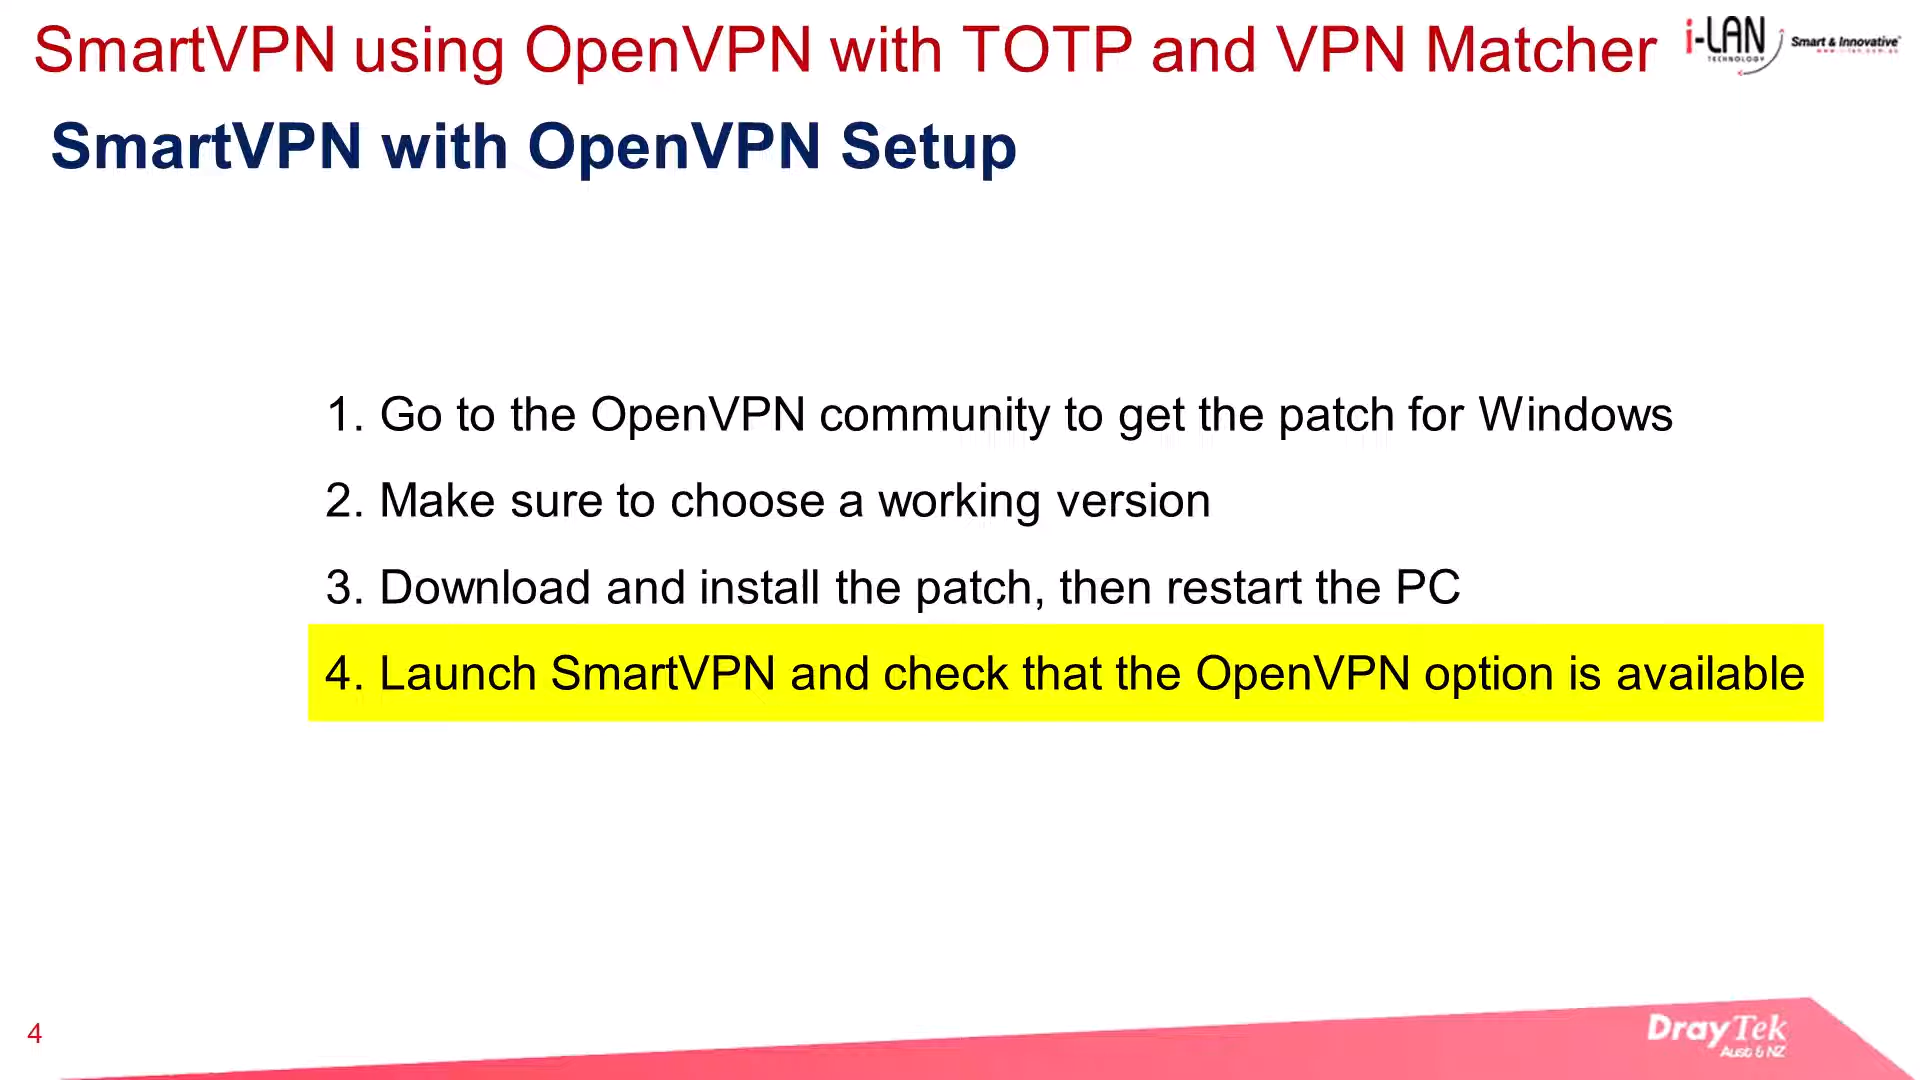 SmartVPN using OpenVPN with TOTP and VPN Matcher
i-LAN
TECHNOLOGY
Smart & Innovative
SmartVPN with OpenVPN Setup
1. Go to the OpenVPN community to get the patch for Windows
2. Make sure to choose a working version
3. Download and install the patch, then restart the PC
4. Launch SmartVPN and check that the OpenVPN option is available
4
DrayTek
Aust & NZ